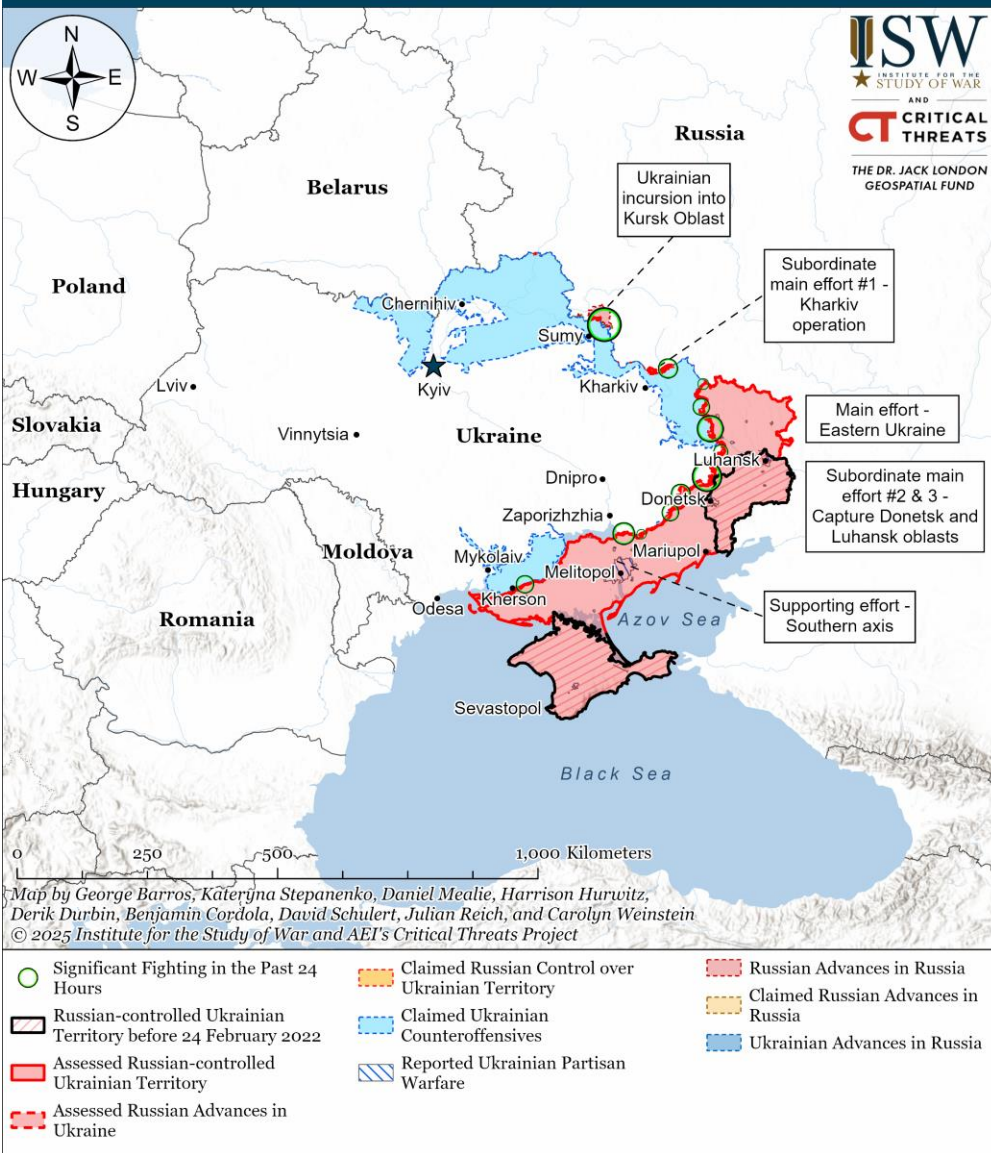 N
W
E
S
ISW
INSTITUTE FOR THE
STUDY OF WAR
AND
CT CRITICAL
THREATS
THE DR. JACK LONDON
GEOSPATIAL FUND
Russia
Belarus
Poland
Ukrainian
incursion into
Kursk Oblast
Subordinate
main effort #1 -
Kharkiv
operation
Chernihiv
Sumy
Kyiv
Kharkiv
Lviv
Slovakia
Vinnytsia
Ukraine
Main effort -
Eastern Ukraine
Hungary
Luhansk
Dnipro
Donetsk
Subordinate main
effort #2 & 3 -
Capture Donetsk and
Luhansk oblasts
Zaporizhzhia
Moldova
Mykolaiv
Mariupol
Melitopol
Kherson
Odesa
Romania
Azov Sea
Supporting effort -
Southern axis
Sevastopol
Black Sea
0 250 500 1,000 Kilometers
Map by George Barros, Kateryna Stepanenko, Daniel Mealie, Harrison Hurwitz,
Derik Durbin, Benjamin Cordola, David Schulert, Julian Reich, and Carolyn Weinstein
© 2025 Institute for the Study of War and AEI's Critical Threats Project
Significant Fighting in the Past 24
Hours
Russian-controlled Ukrainian
Territory before 24 February 2022
Assessed Russian-controlled
Ukrainian Territory
Assessed Russian Advances in
Ukraine
Claimed Russian Control over
Ukrainian Territory
Claimed Ukrainian
Counteroffensives
Reported Ukrainian Partisan
Warfare
Russian Advances in Russia
Claimed Russian Advances in
Russia
Ukrainian Advances in Russia